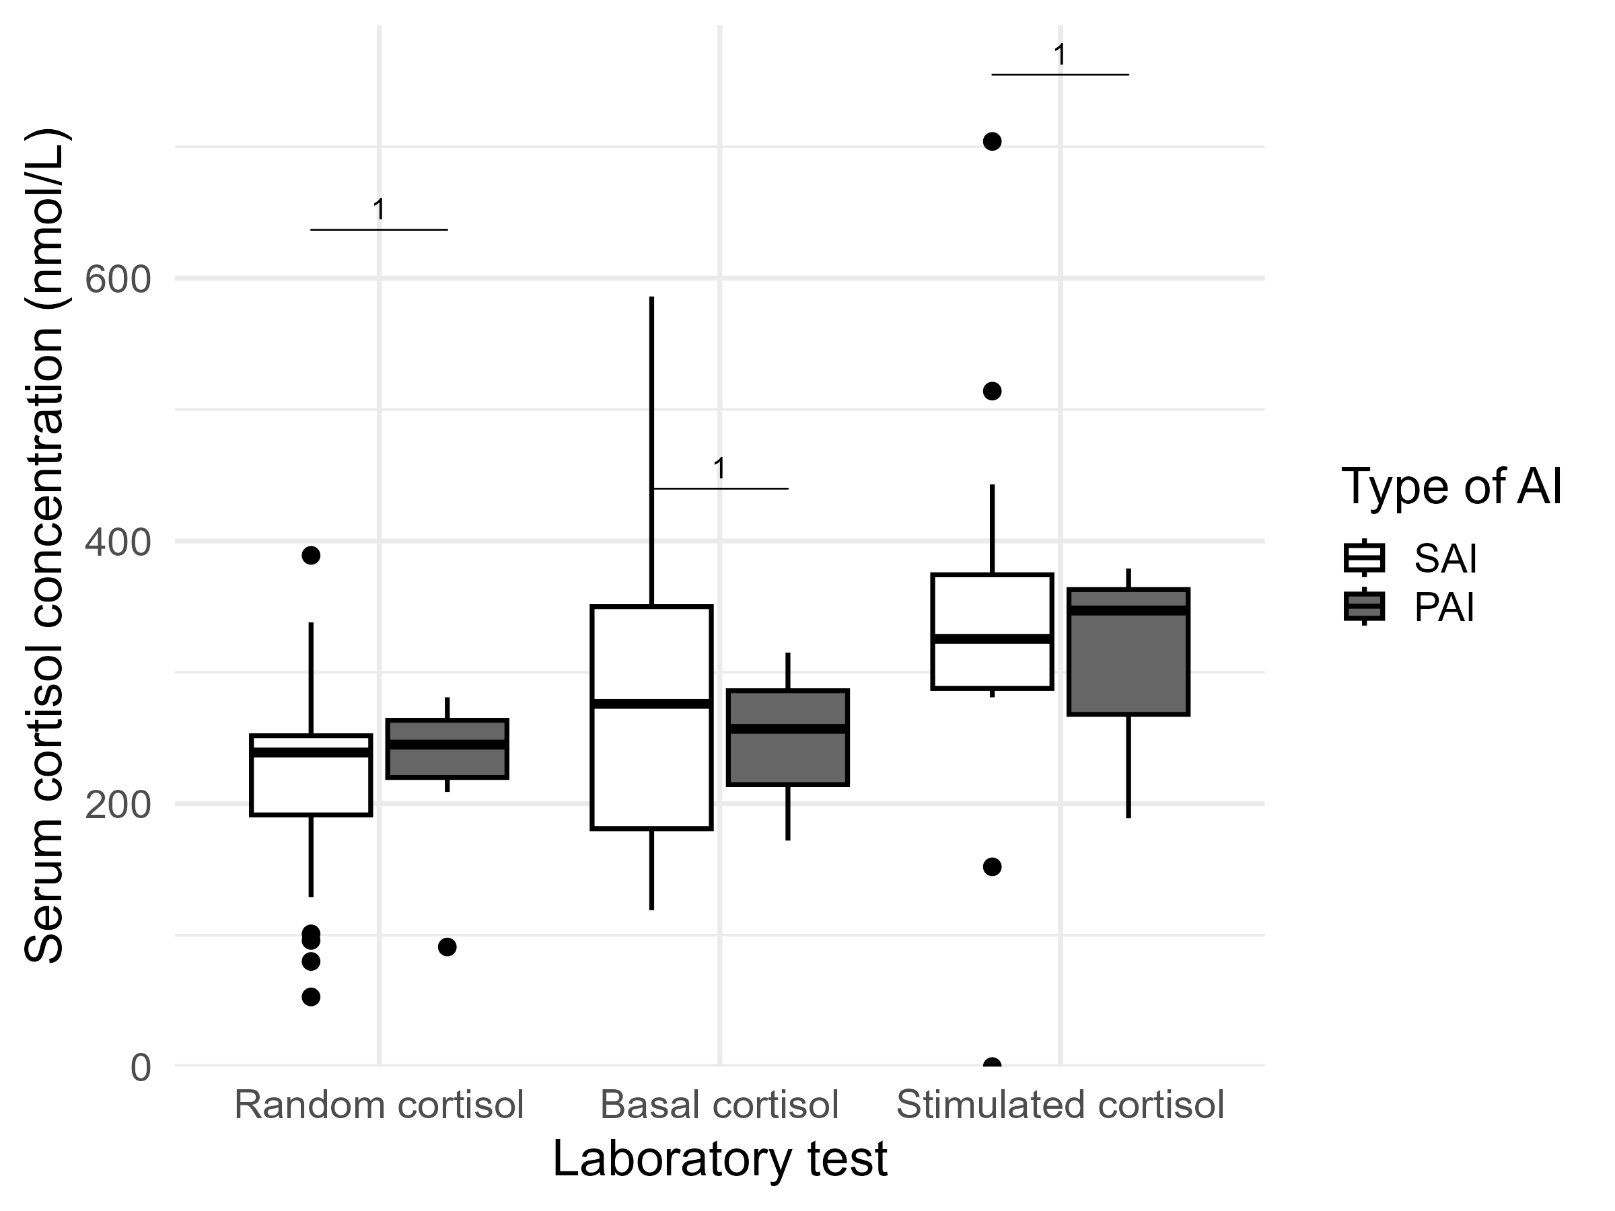 1
1
1
Serum cortisol concentration (nmol/L)
600
400
200
0
Random cortisol
Basal cortisol
Stimulated cortisol
Laboratory test
Type of AI
SAI
PAI